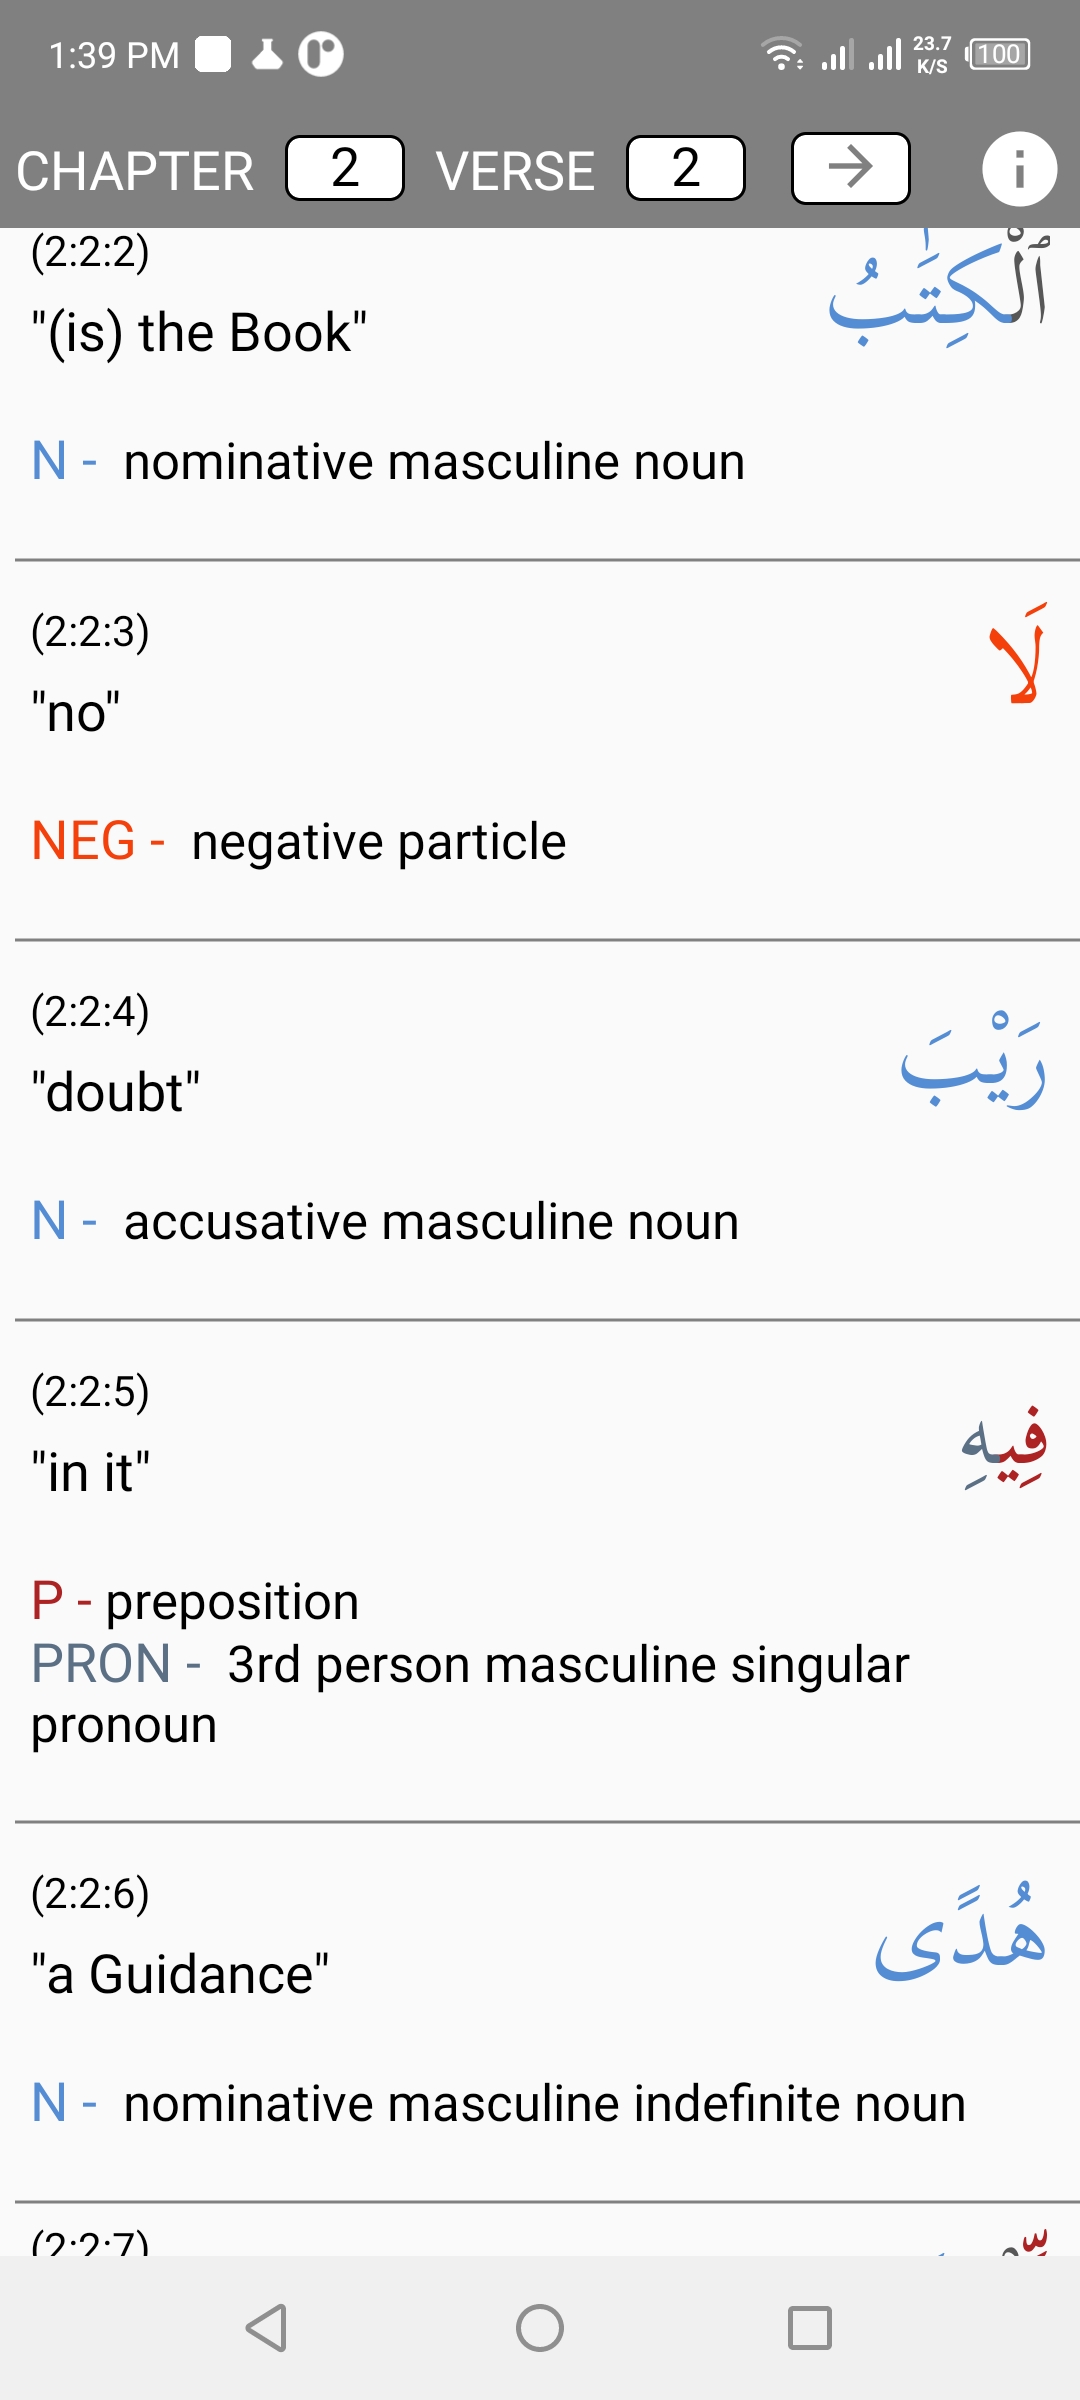 1:39 PM 23.7 K/S 100
CHAPTER 2 VERSE 2
(2:2:2)
ٱلْكِتَٰبُ
"(is) the Book"
N - nominative masculine noun
(2:2:3)
لَا
"no"
NEG - negative particle
(2:2:4)
رَيْبَ
"doubt"
N - accusative masculine noun
(2:2:5)
فِيهِ
"in it"
P - preposition
PRON - 3rd person masculine singular
pronoun
(2:2:6)
هُدًى
"a Guidance"
N - nominative masculine indefinite noun
(2:2:7)